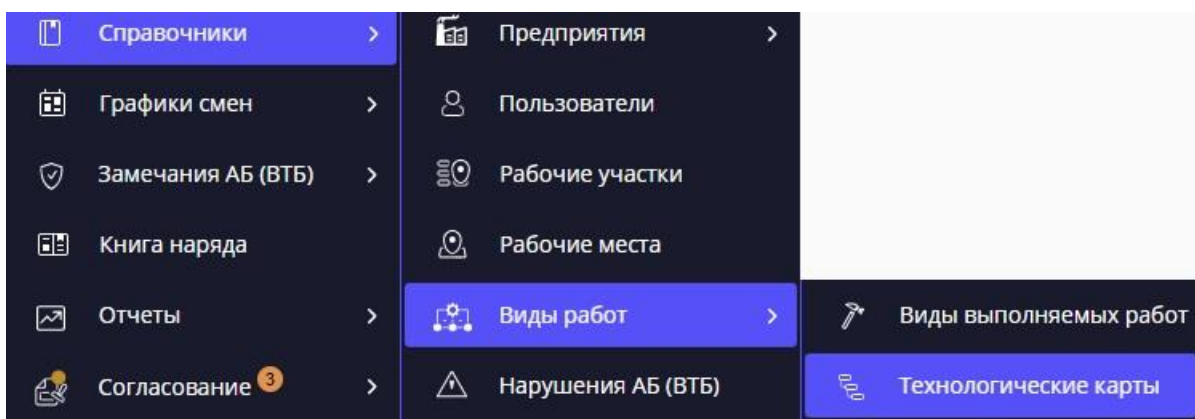 Справочники
Графики смен
Замечания АБ (ВТБ)
Книга наряда
Отчеты
Согласование 3
Предприятия
Пользователи
Рабочие участки
Рабочие места
Виды работ
Нарушения АБ (ВТБ)
Виды выполняемых работ
Технологические карты